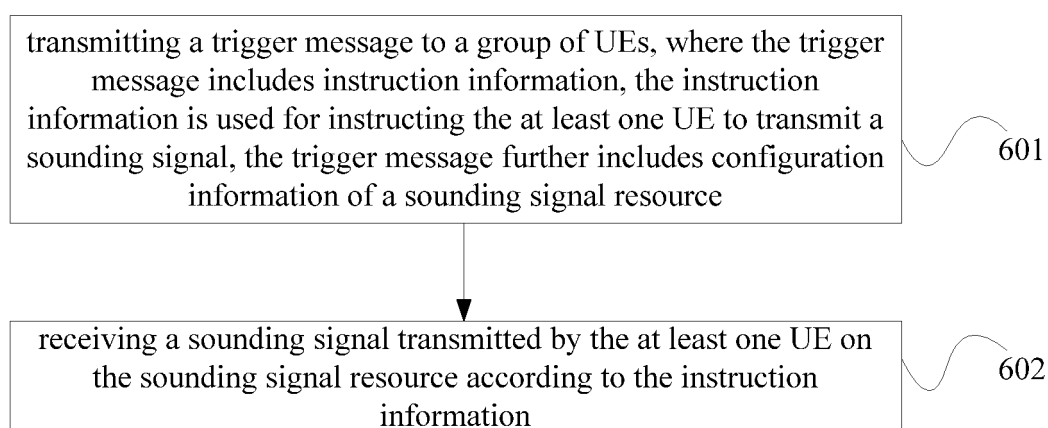 transmitting a trigger message to a group of UEs, where the trigger
message includes instruction information, the instruction
information is used for instructing the at least one UE to transmit a
sounding signal, the trigger message further includes configuration
information of a sounding signal resource
601
receiving a sounding signal transmitted by the at least one UE on
the sounding signal resource according to the instruction
information
602